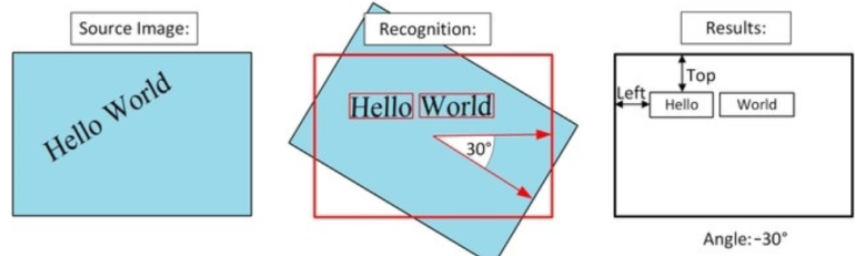 Source Image:
Recognition:
Results:
Hello World
Hello World
30°
Top
Left
Hello World
Angle:-30°